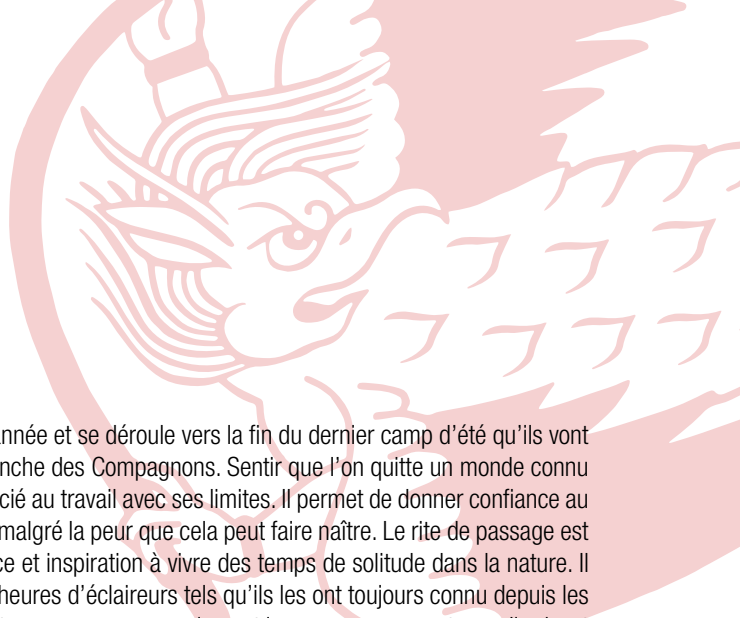 nnée et se déroule vers la fin du dernier camp d'été qu'ils vont
nche des Compagnons. Sentir que l'on quitte un monde connu
cié au travail avec ses limites. Il permet de donner confiance au
malgré la peur que cela peut faire naître. Le rite de passage est
ce et inspiration à vivre des temps de solitude dans la nature. Il
heures d'éclaireurs tels qu'ils les ont toujours connu depuis les